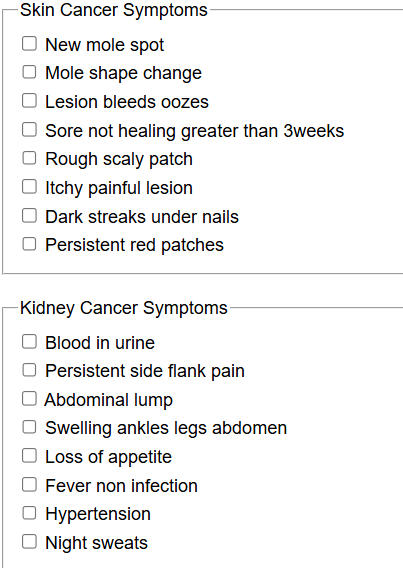 Skin Cancer Symptoms
New mole spot
Mole shape change
Lesion bleeds oozes
Sore not healing greater than 3weeks
Rough scaly patch
Itchy painful lesion
Dark streaks under nails
Persistent red patches
Kidney Cancer Symptoms
Blood in urine
Persistent side flank pain
Abdominal lump
Swelling ankles legs abdomen
Loss of appetite
Fever non infection
Hypertension
Night sweats